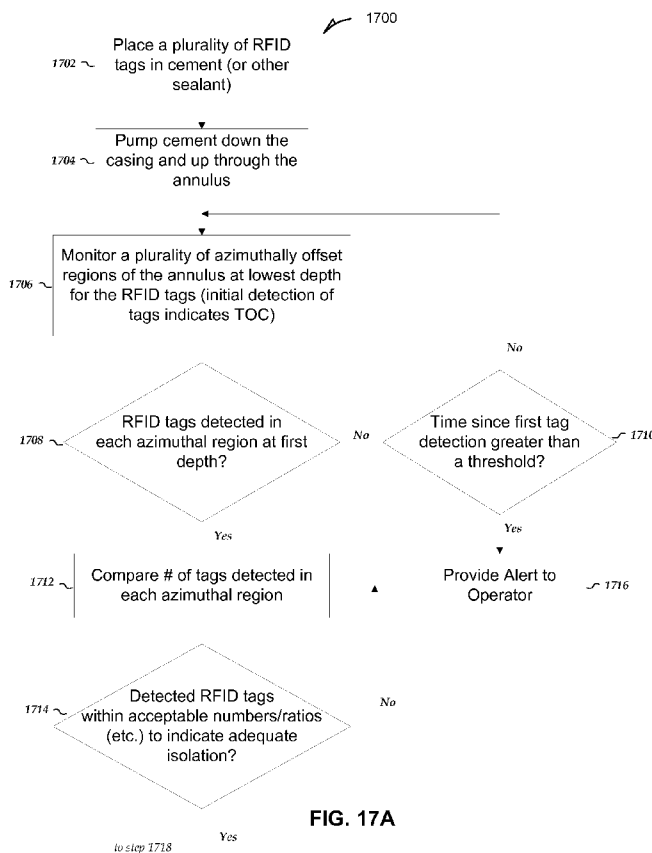 1700
Place a plurality of RFID
tags in cement (or other
sealant)
1702
Pump cement down the
casing and up through the
annulus
1704
Monitor a plurality of azimuthally offset
regions of the annulus at lowest depth
for the RFID tags (initial detection of
tags indicates TOC)
1706
No
RFID tags detected in
each azimuthal region at first
depth?
1708
No
Time since first tag
detection greater than
a threshold?
1710
Yes
Yes
1712
Compare # of tags detected in
each azimuthal region
Provide Alert to
Operator
1716
1714
Detected RFID tags
within acceptable numbers/ratios
(etc.) to indicate adequate
isolation?
No
FIG. 17A
Yes
to step 1718